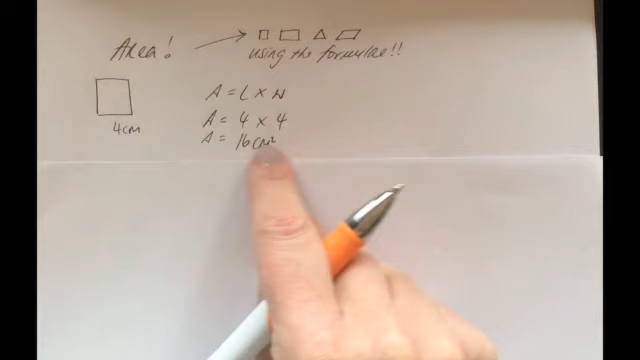 Area!
using the formulae!!
4cm
A = L × W
A = 4 × 4
A = 16cm²